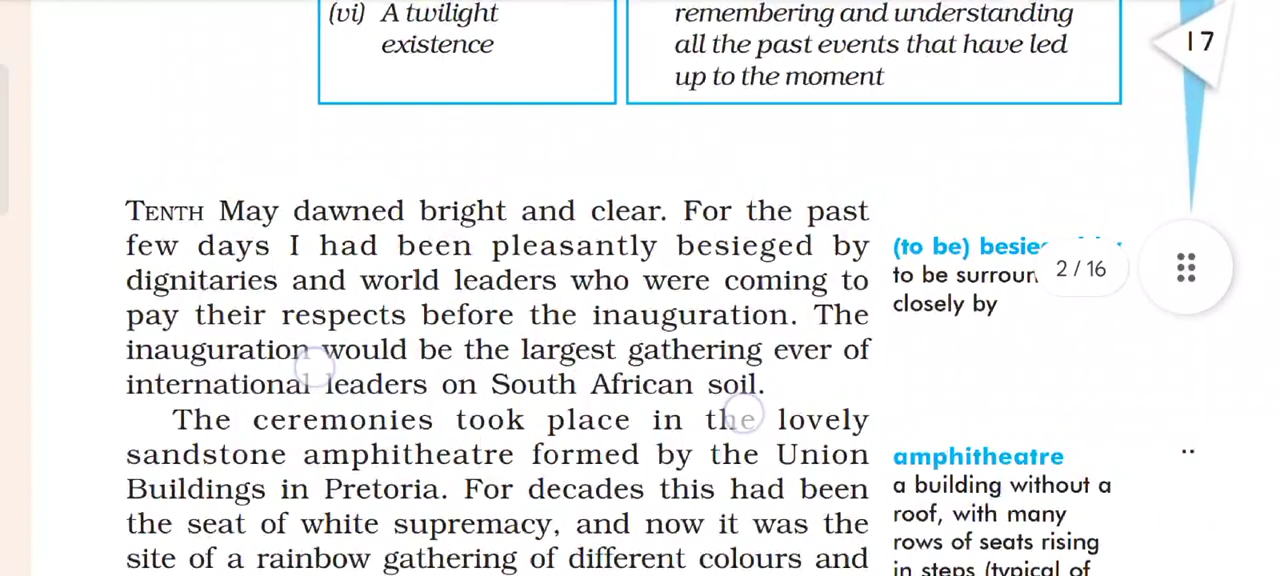 (vi) A twilight
existence
remembering and understanding
all the past events that have led
up to the moment
17
TENTH May dawned bright and clear. For the past
few days I had been pleasantly besieged by
dignitaries and world leaders who were coming to
pay their respects before the inauguration. The
inauguration would be the largest gathering ever of
international leaders on South African soil.
The ceremonies took place in the lovely
sandstone amphitheatre formed by the Union
Buildings in Pretoria. For decades this had been
the seat of white supremacy, and now it was the
site of a rainbow gathering of different colours and
(to be)
to be
closely by
2 / 16
amphitheatre
a building without a
roof, with many
rows of seats rising
in steps (typical of